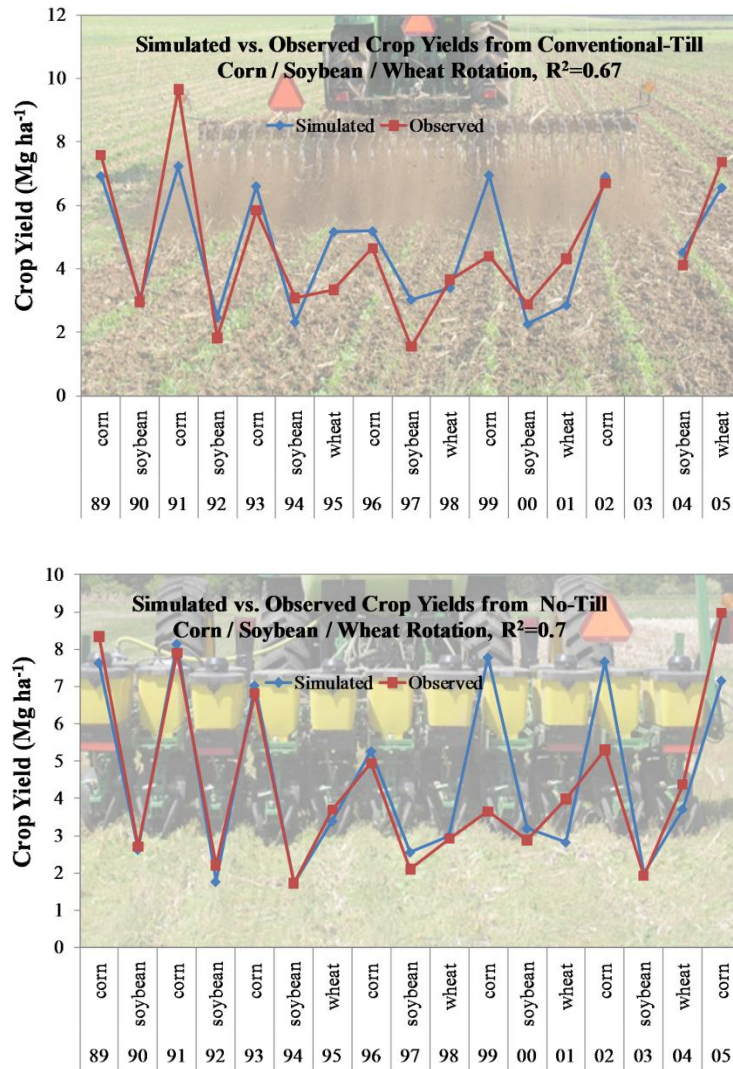 12
10
8
6
4
2
0
Crop Yield (Mg ha⁻¹)
Simulated vs. Observed Crop Yields from Conventional-Till
Corn / Soybean / Wheat Rotation, R²=0.67
Simulated Observed
corn soybean corn soybean corn soybean wheat corn soybean wheat corn soybean wheat corn soybean wheat
89 90 91 92 93 94 95 96 97 98 99 00 01 02 03 04 05
10
9
8
7
6
5
4
3
2
1
0
Crop Yield (Mg ha⁻¹)
Simulated vs. Observed Crop Yields from No-Till
Corn / Soybean / Wheat Rotation, R²=0.7
Simulated Observed
corn soybean corn soybean corn soybean wheat corn soybean wheat corn soybean wheat corn soybean wheat corn
89 90 91 92 93 94 95 96 97 98 99 00 01 02 03 04 05